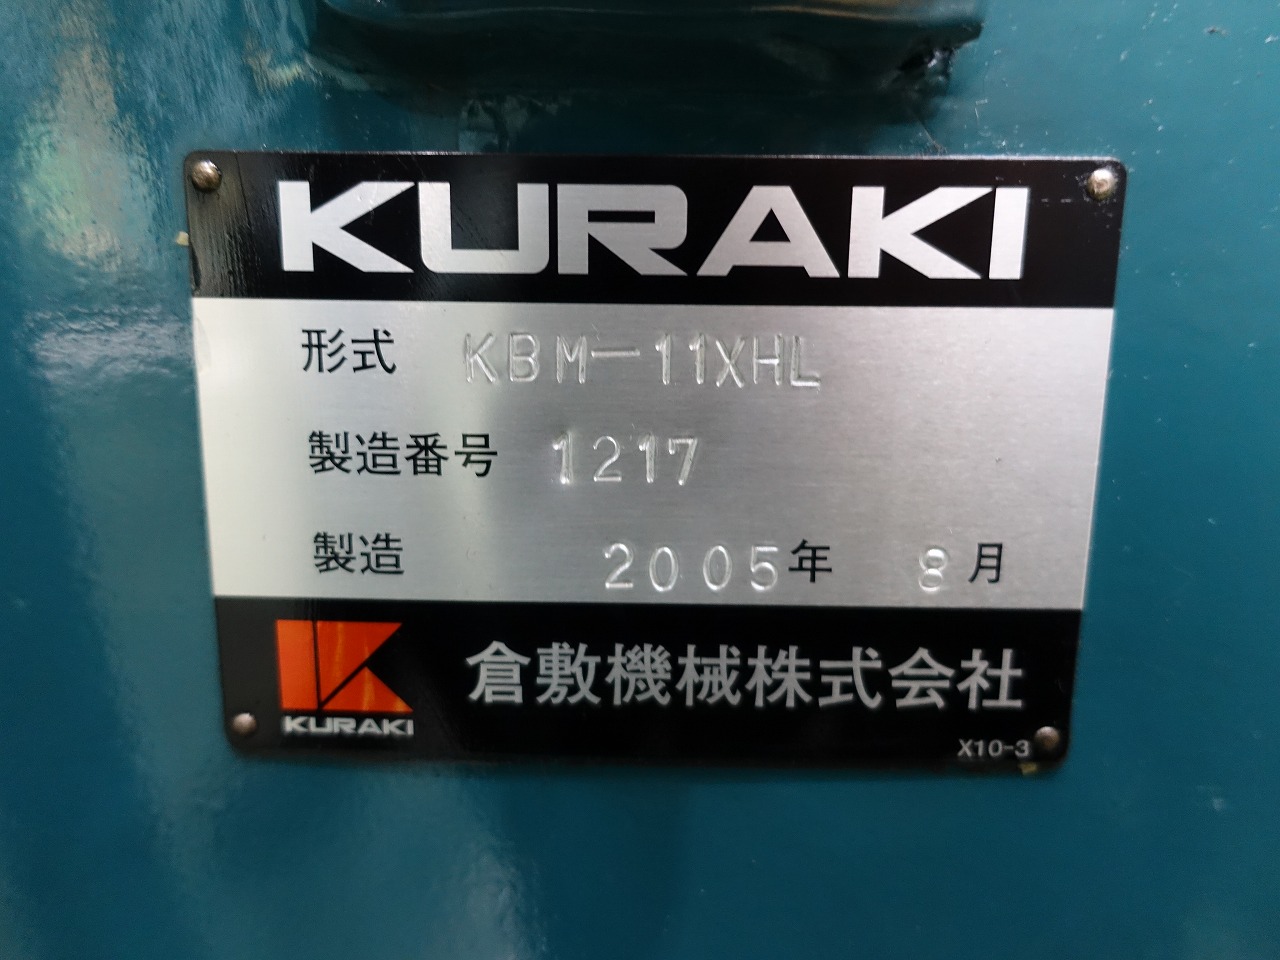 KURAKI
形式 KBM-11XHL
製造番号 1217
製造 2005年 8月
KURAKI
倉敷機械株式会社
X10-3